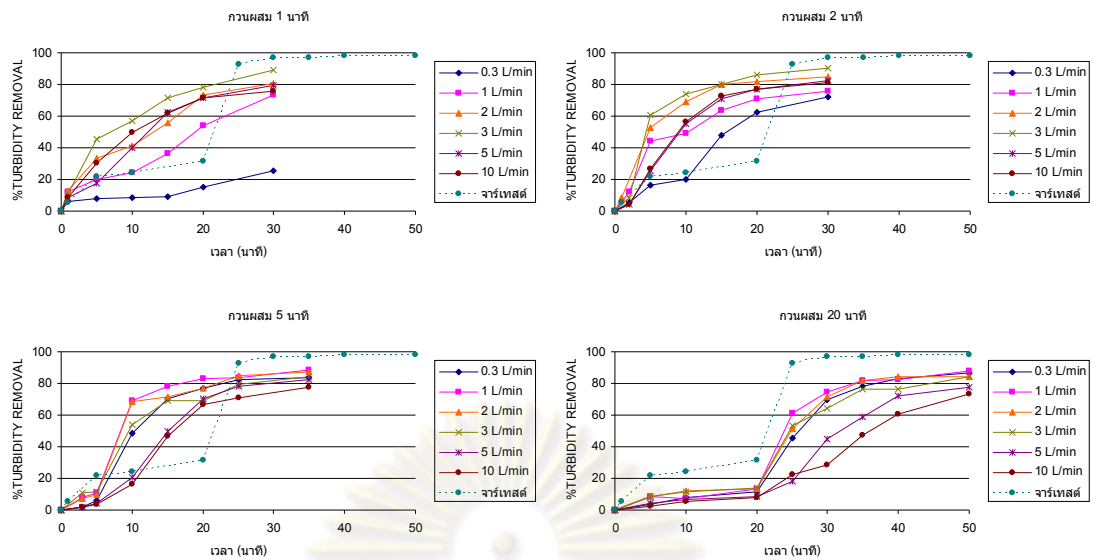 กวนผสม 1 นาที
%TURBIDITY REMOVAL
100
80
60
40
20
0
0 10 20 30 40 50
เวลา (นาที)
0.3 L/min
1 L/min
2 L/min
3 L/min
5 L/min
10 L/min
จาร์เทสต์
กวนผสม 2 นาที
%TURBIDITY REMOVAL
100
80
60
40
20
0
0 10 20 30 40 50
เวลา (นาที)
0.3 L/min
1 L/min
2 L/min
3 L/min
5 L/min
10 L/min
จาร์เทสต์
กวนผสม 5 นาที
%TURBIDITY REMOVAL
100
80
60
40
20
0
0 10 20 30 40 50
เวลา (นาที)
0.3 L/min
1 L/min
2 L/min
3 L/min
5 L/min
10 L/min
จาร์เทสต์
กวนผสม 20 นาที
%TURBIDITY REMOVAL
100
80
60
40
20
0
0 10 20 30 40 50
เวลา (นาที)
0.3 L/min
1 L/min
2 L/min
3 L/min
5 L/min
10 L/min
จาร์เทสต์